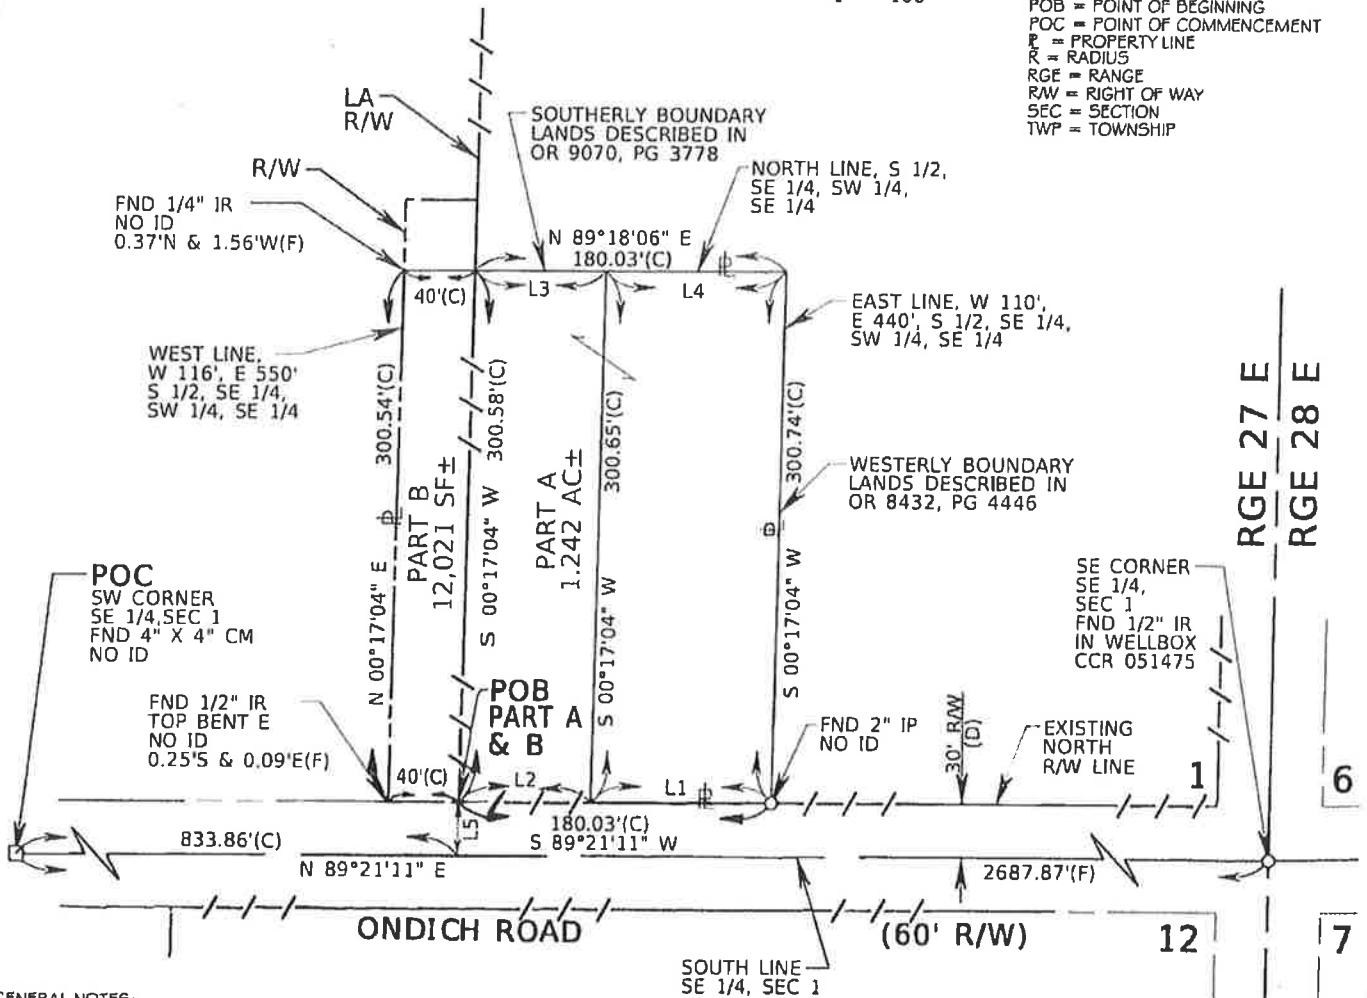 POB = POINT OF BEGINNING
POC = POINT OF COMMENCEMENT
PL = PROPERTY LINE
R = RADIUS
RGE = RANGE
R/W = RIGHT OF WAY
SEC = SECTION
TWP = TOWNSHIP
LA
R/W
SOUTHERLY BOUNDARY
LANDS DESCRIBED IN
OR 9070, PG 3778
R/W
NORTH LINE, S 1/2,
SE 1/4, SW 1/4,
SE 1/4
FND 1/4" IR
NO ID
0.37'N & 1.56'W(F)
N 89°18'06" E
180.03'(C)
PL
40'(C)
L3
L4
EAST LINE, W 110',
E 440', S 1/2, SE 1/4,
SW 1/4, SE 1/4
WEST LINE,
W 116', E 550'
S 1/2, SE 1/4,
SW 1/4, SE 1/4
300.54'(C)
300.58'(C)
300.65'(C)
300.74'(C)
RGE 27 E
RGE 28 E
WESTERLY BOUNDARY
LANDS DESCRIBED IN
OR 8432, PG 4446
PART B
12,021 SF±
PART A
1.242 AC±
PL
N 00°17'04" E
S 00°17'04" W
S 00°17'04" W
S 00°17'04" W
POC
SW CORNER
SE 1/4,SEC 1
FND 4" X 4" CM
NO ID
SE CORNER
SE 1/4,
SEC 1
FND 1/2" IR
IN WELLBOX
CCR 051475
FND 1/2" IR
TOP BENT E
NO ID
0.25'S & 0.09'E(F)
POB
PART A
& B
FND 2" IP
NO ID
30' R/W
(D)
EXISTING
NORTH
R/W LINE
1
6
40'(C)
L2
L1
PL
L5
833.86'(C)
180.03'(C)
S 89°21'11" W
N 89°21'11" E
2687.87'(F)
ONDICH ROAD
(60' R/W)
12
7
SOUTH LINE
SE 1/4, SEC 1
GENERAL NOTES: